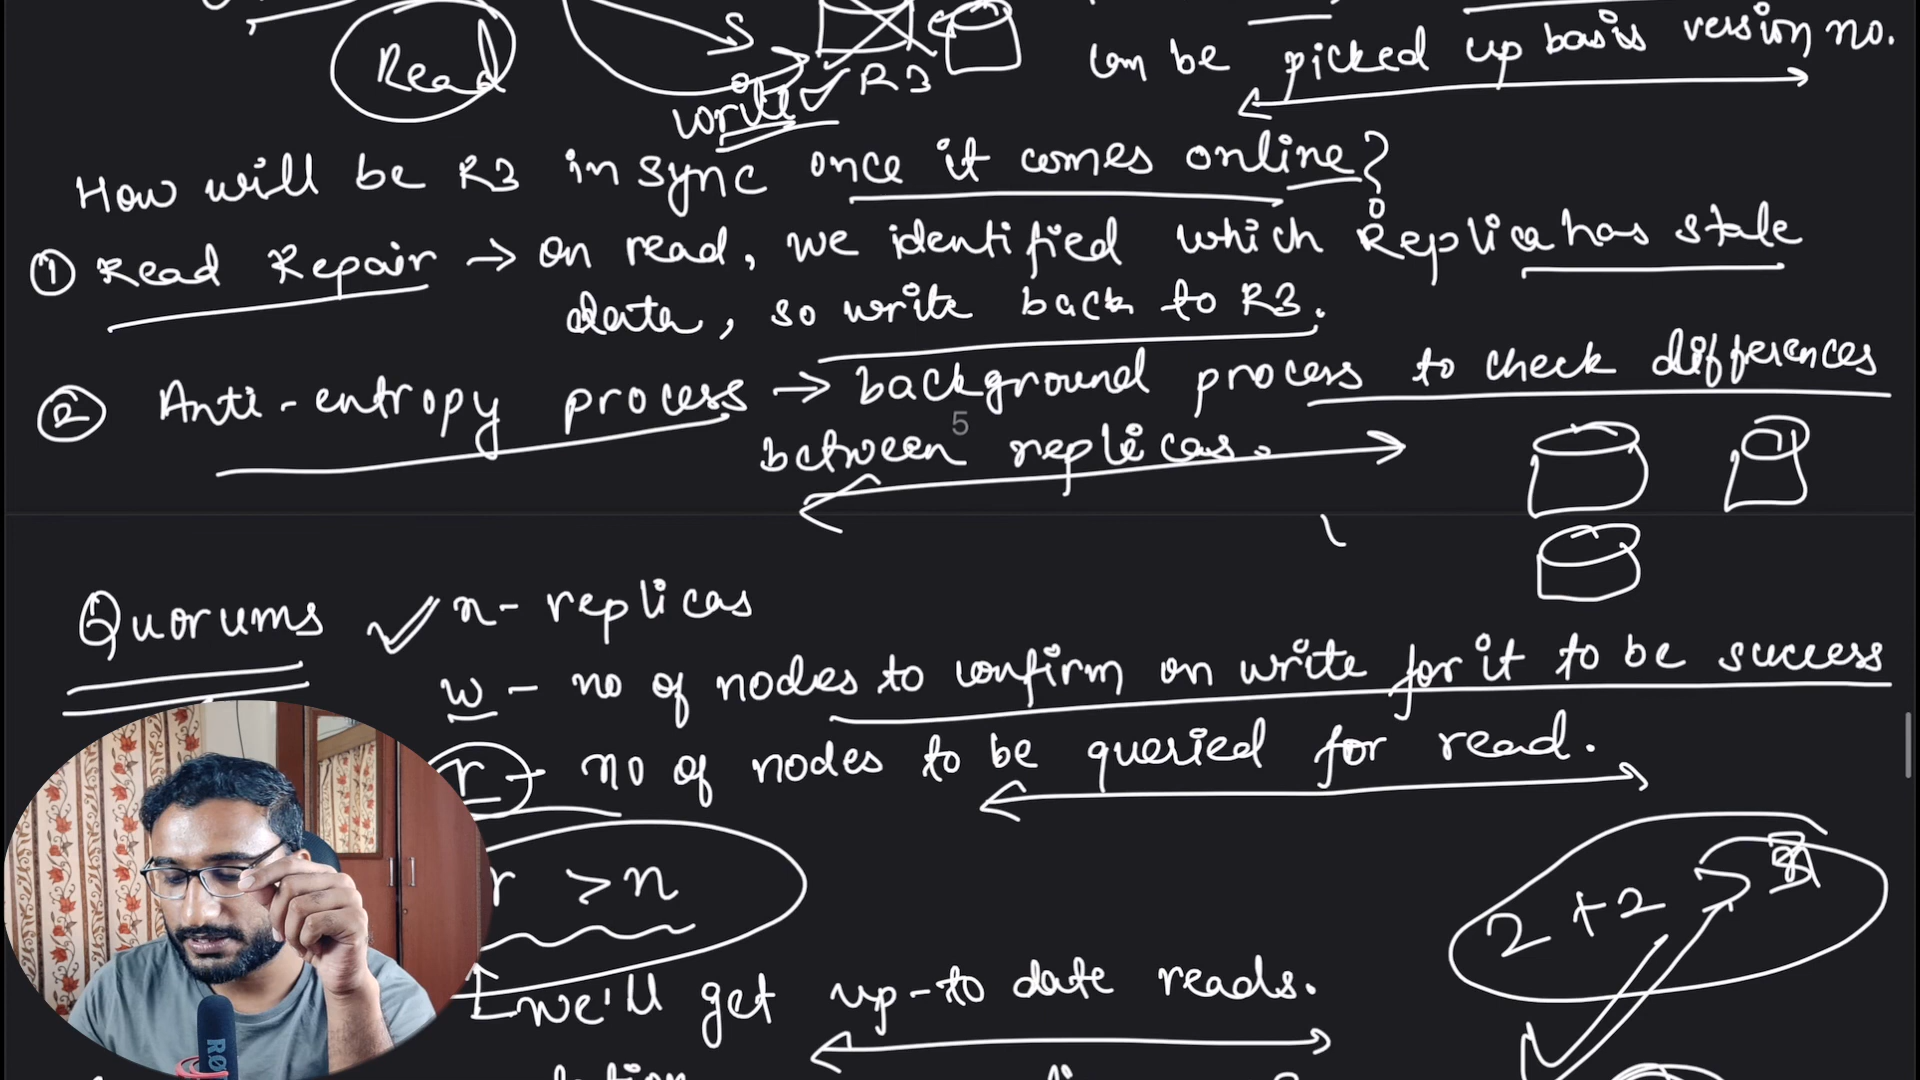 Read
write R3
can be picked up basis version no.
How will be R3 in sync once it comes online?
① Read Repair → on read, we identified which Replica has stale
data, so write back to R3.
② Anti-entropy process → background process to check differences
5
between replicas.
Quorums n- replicas
w - no of nodes to confirm on write for it to be success
r - no of nodes to be queried for read.
r > n
2 + 2 > 3
we'll get up-to date reads.
RØ